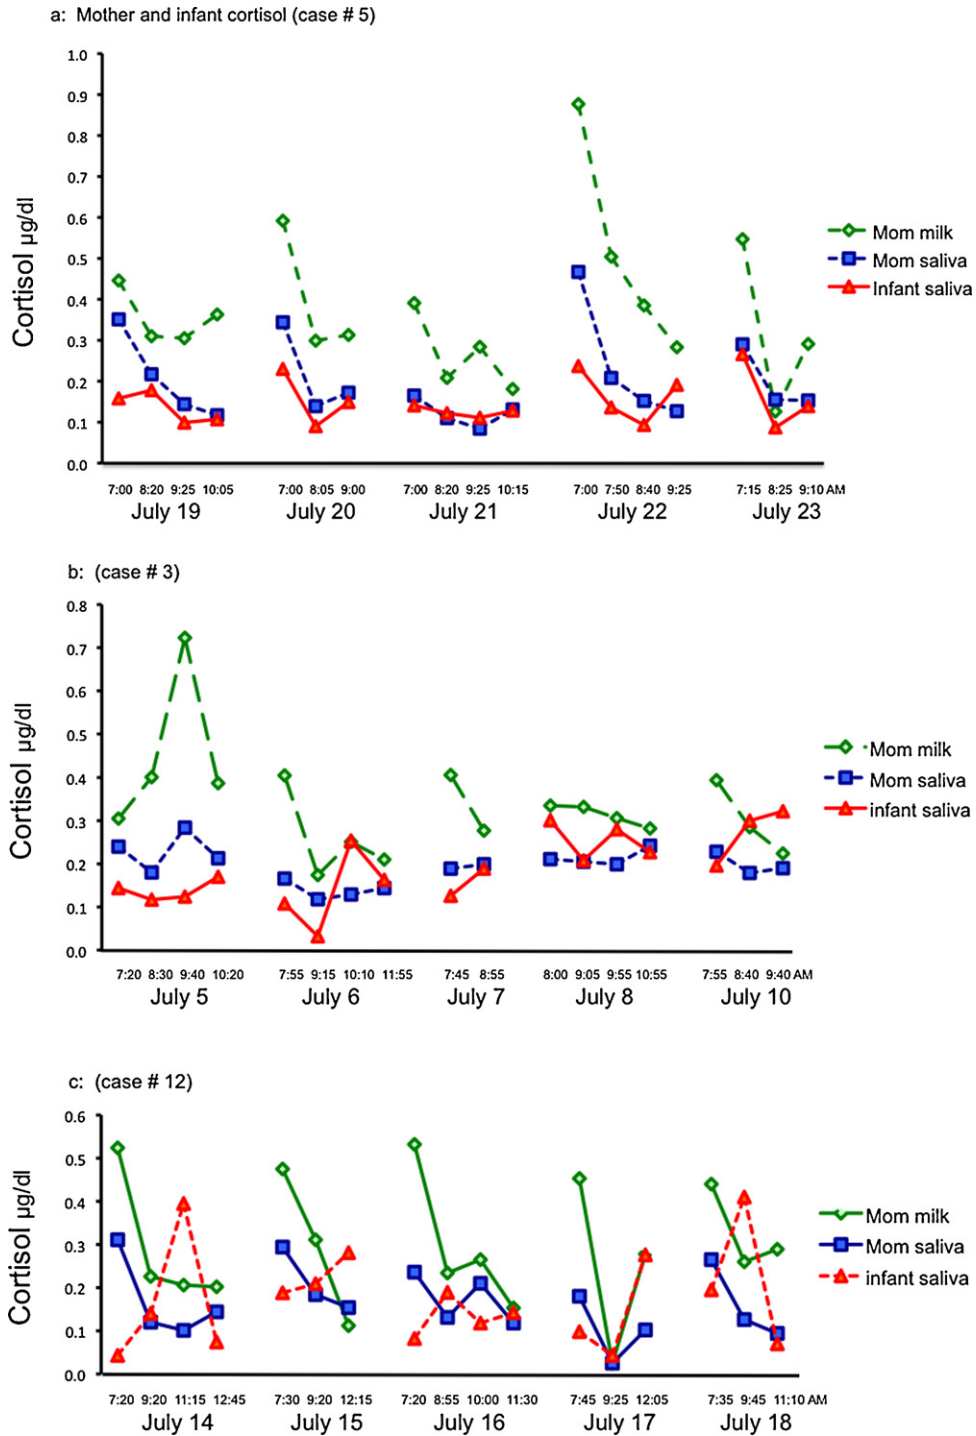 a: Mother and infant cortisol (case # 5)
1.0
0.9
0.8
0.7
0.6
0.5
0.4
0.3
0.2
0.1
0.0
Cortisol µg/dl
Mom milk
Mom saliva
Infant saliva
7:00 8:20 9:25 10:05 7:00 8:05 9:00 7:00 8:20 9:25 10:15 7:00 7:50 8:40 9:25 7:15 8:25 9:10 AM
July 19 July 20 July 21 July 22 July 23
b: (case # 3)
0.8
0.7
0.6
0.5
0.4
0.3
0.2
0.1
0.0
Cortisol µg/dl
Mom milk
Mom saliva
infant saliva
7:20 8:30 9:40 10:20 7:55 9:15 10:10 11:55 7:45 8:55 8:00 9:05 9:55 10:55 7:55 8:40 9:40 AM
July 5 July 6 July 7 July 8 July 10
c: (case # 12)
0.6
0.5
0.4
0.3
0.2
0.1
0.0
Cortisol µg/dl
Mom milk
Mom saliva
infant saliva
7:20 9:20 11:15 12:45 7:30 9:20 12:15 7:20 8:55 10:00 11:30 7:45 9:25 12:05 7:35 9:45 11:10 AM
July 14 July 15 July 16 July 17 July 18